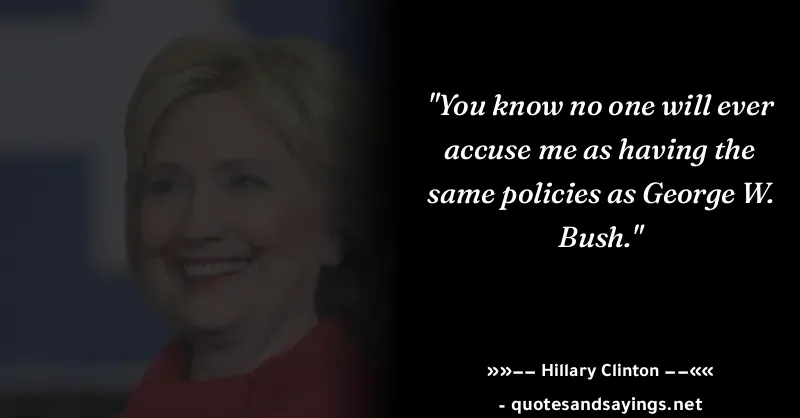 "You know no one will ever
accuse me as having the
same policies as George W.
Bush."
»»–– Hillary Clinton ––««
- quotesandsayings.net